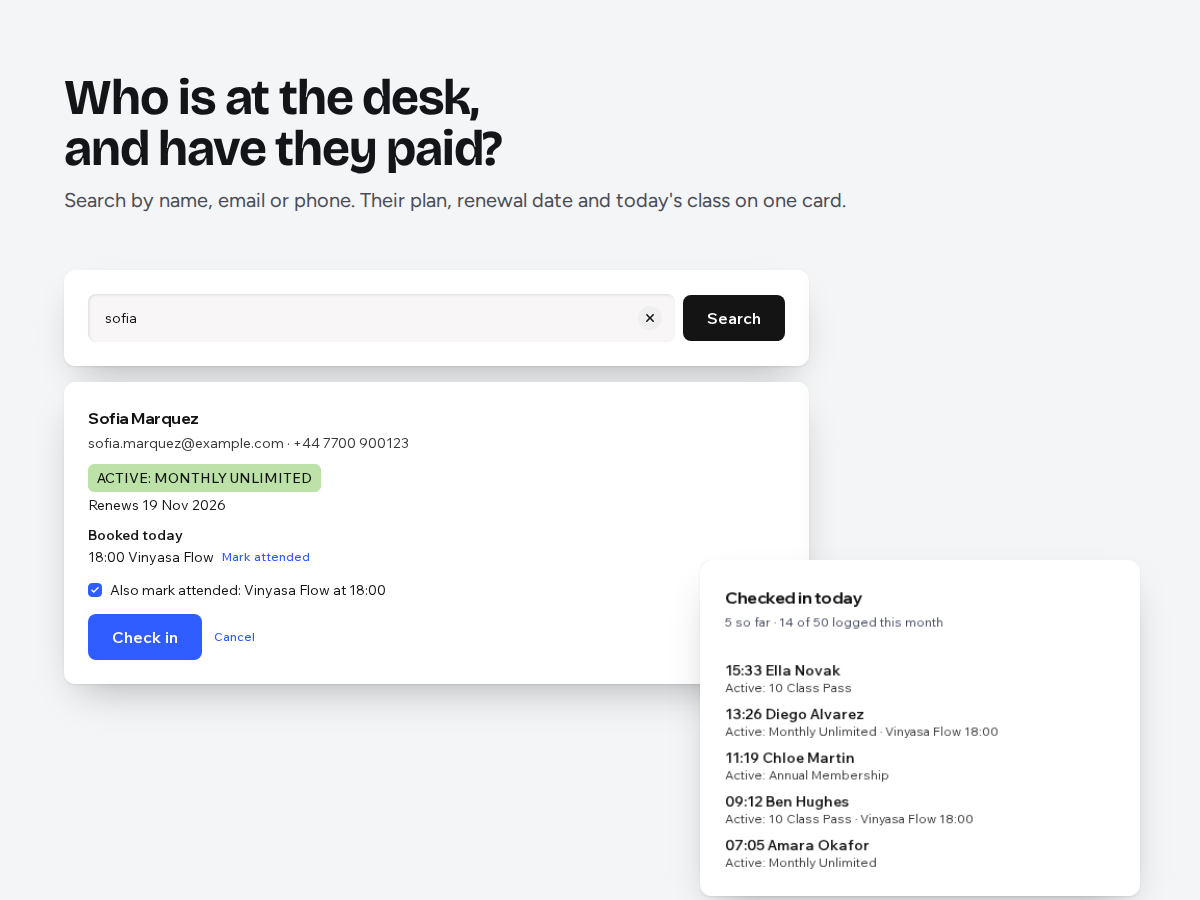 Who is at the desk,
and have they paid?
Search by name, email or phone. Their plan, renewal date and today's class on one card.
sofia
Search
Sofia Marquez
sofia.marquez@example.com · +44 7700 900123
ACTIVE: MONTHLY UNLIMITED
Renews 19 Nov 2026
Booked today
18:00 Vinyasa Flow Mark attended
Also mark attended: Vinyasa Flow at 18:00
Check in
Cancel
Checked in today
5 so far · 14 of 50 logged this month
15:33 Ella Novak
Active: 10 Class Pass
13:26 Diego Alvarez
Active: Monthly Unlimited · Vinyasa Flow 18:00
11:19 Chloe Martin
Active: Annual Membership
09:12 Ben Hughes
Active: 10 Class Pass · Vinyasa Flow 18:00
07:05 Amara Okafor
Active: Monthly Unlimited